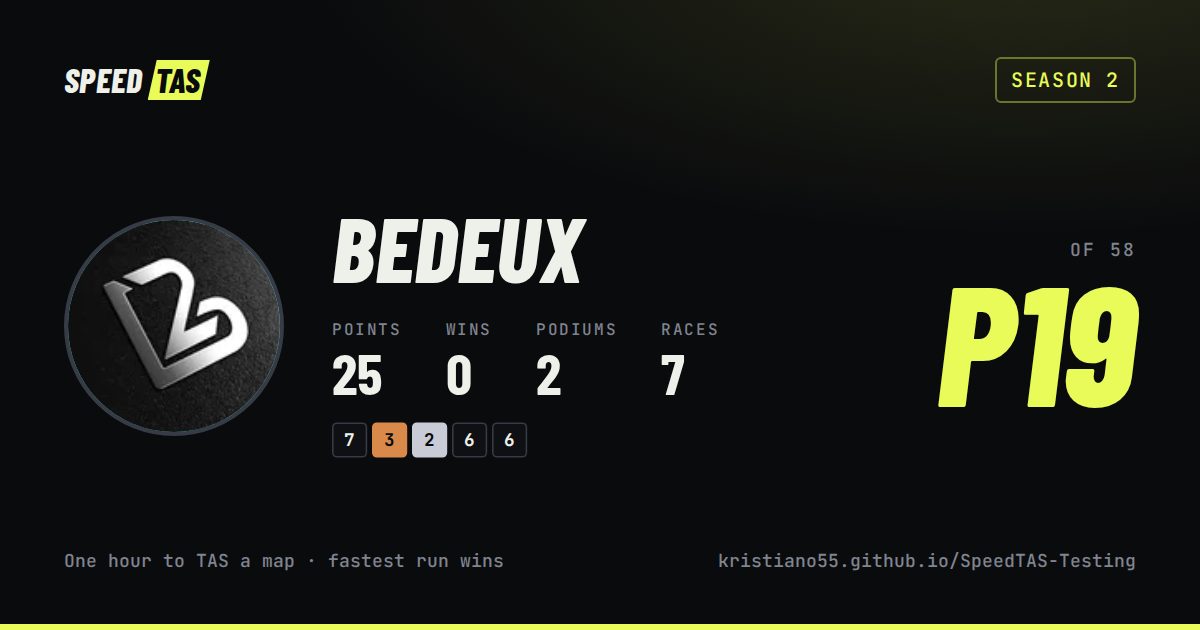 SPEED TAS
SEASON 2
BEDEUX
OF 58
POINTS WINS PODIUMS RACES
25 0 2 7
P19
7 3 2 6 6
One hour to TAS a map · fastest run wins
kristiano55.github.io/SpeedTAS-Testing